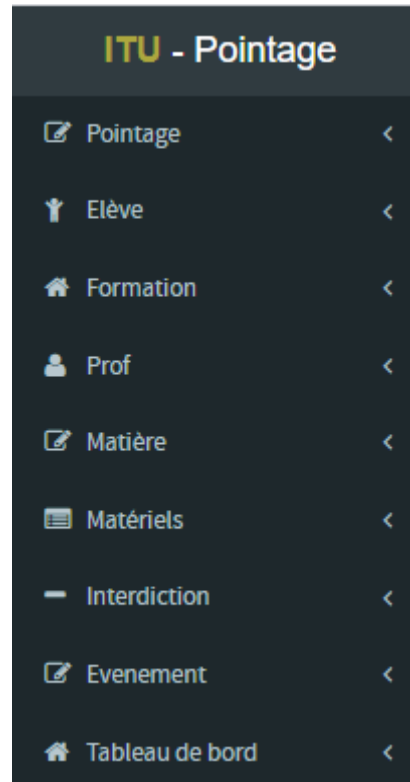 ITU - Pointage
Pointage
Elève
Formation
Prof
Matière
Matériels
Interdiction
Evenement
Tableau de bord